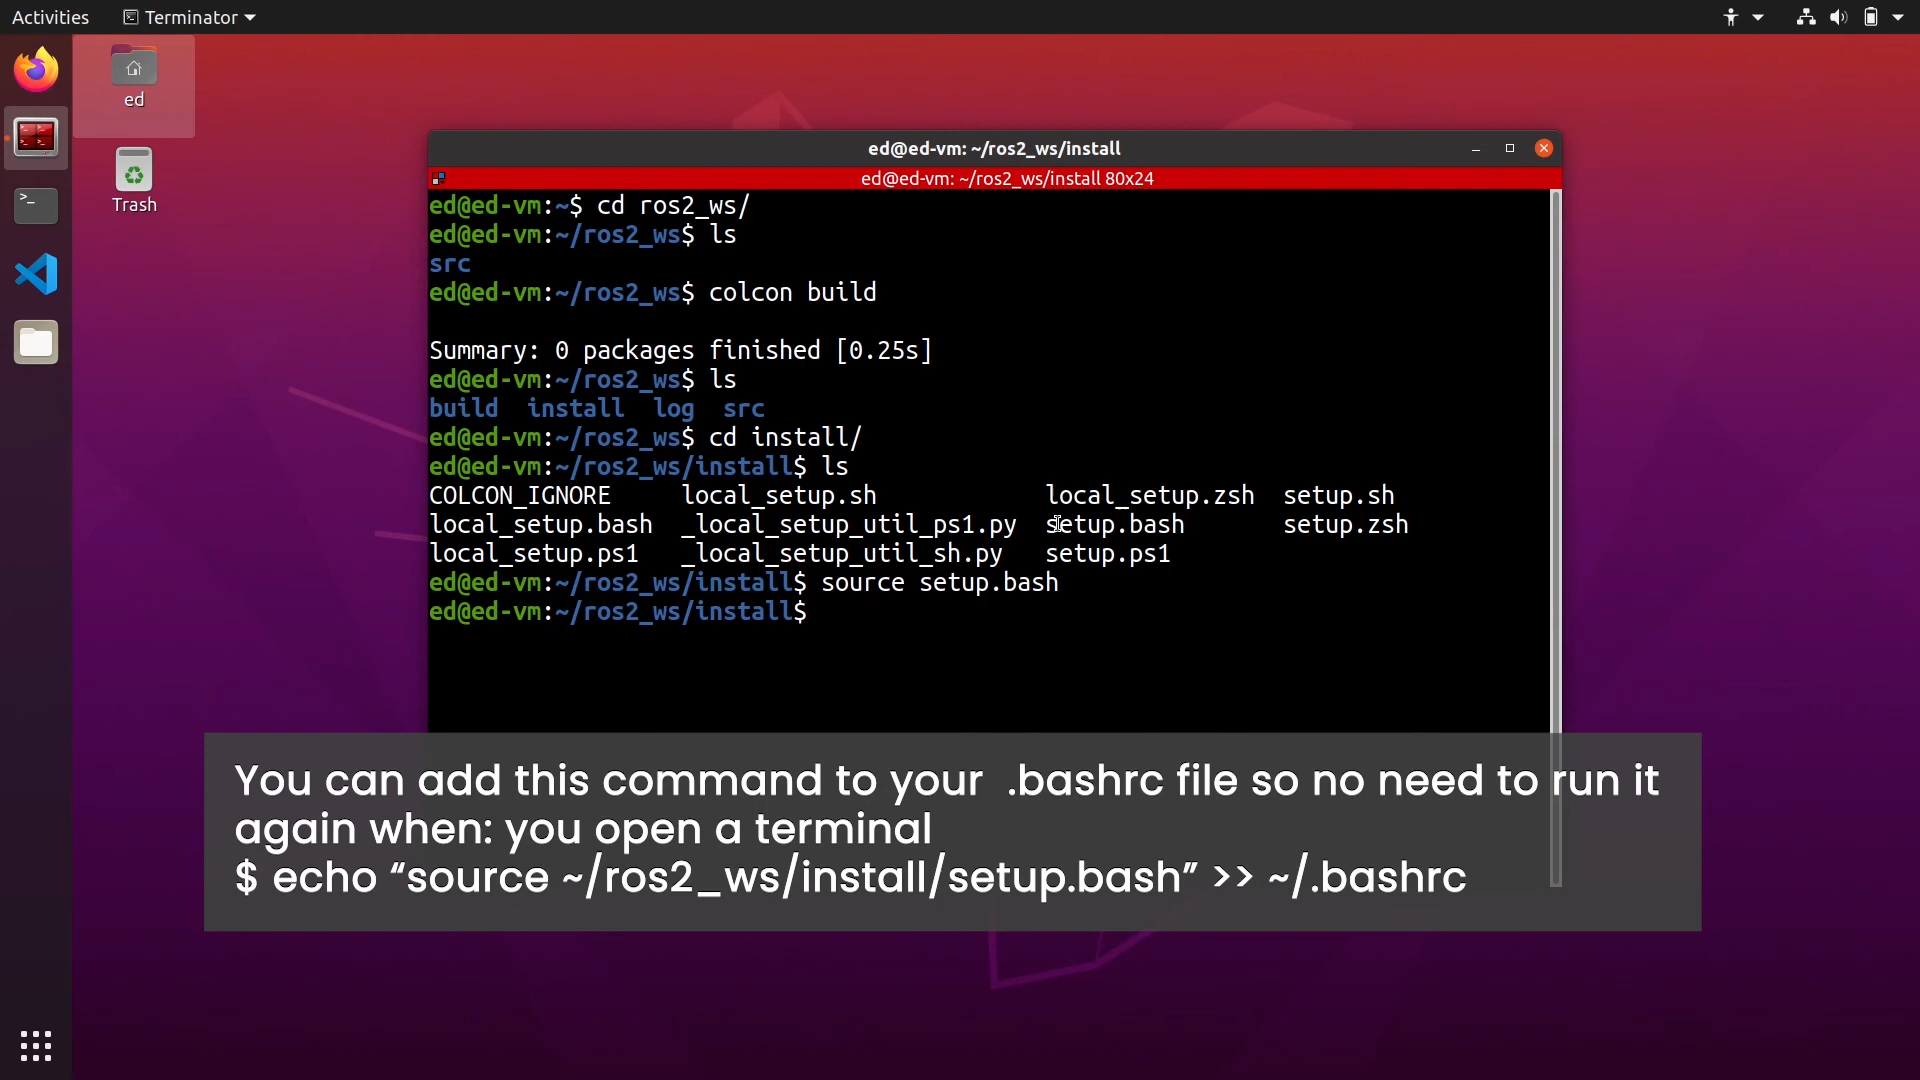 Activities
Terminator
ed
Trash
ed@ed-vm: ~/ros2_ws/install
ed@ed-vm: ~/ros2_ws/install 80x24
ed@ed-vm:~$ cd ros2_ws/
ed@ed-vm:~/ros2_ws$ ls
src
ed@ed-vm:~/ros2_ws$ colcon build
Summary: 0 packages finished [0.25s]
ed@ed-vm:~/ros2_ws$ ls
build  install  log  src
ed@ed-vm:~/ros2_ws$ cd install/
ed@ed-vm:~/ros2_ws/install$ ls
COLCON_IGNORE     local_setup.sh            local_setup.zsh  setup.sh
local_setup.bash  _local_setup_util_ps1.py  setup.bash       setup.zsh
local_setup.ps1   _local_setup_util_sh.py   setup.ps1
ed@ed-vm:~/ros2_ws/install$ source setup.bash
ed@ed-vm:~/ros2_ws/install$
You can add this command to your  .bashrc file so no need to run it
again when: you open a terminal
$ echo “source ~/ros2_ws/install/setup.bash” >> ~/.bashrc